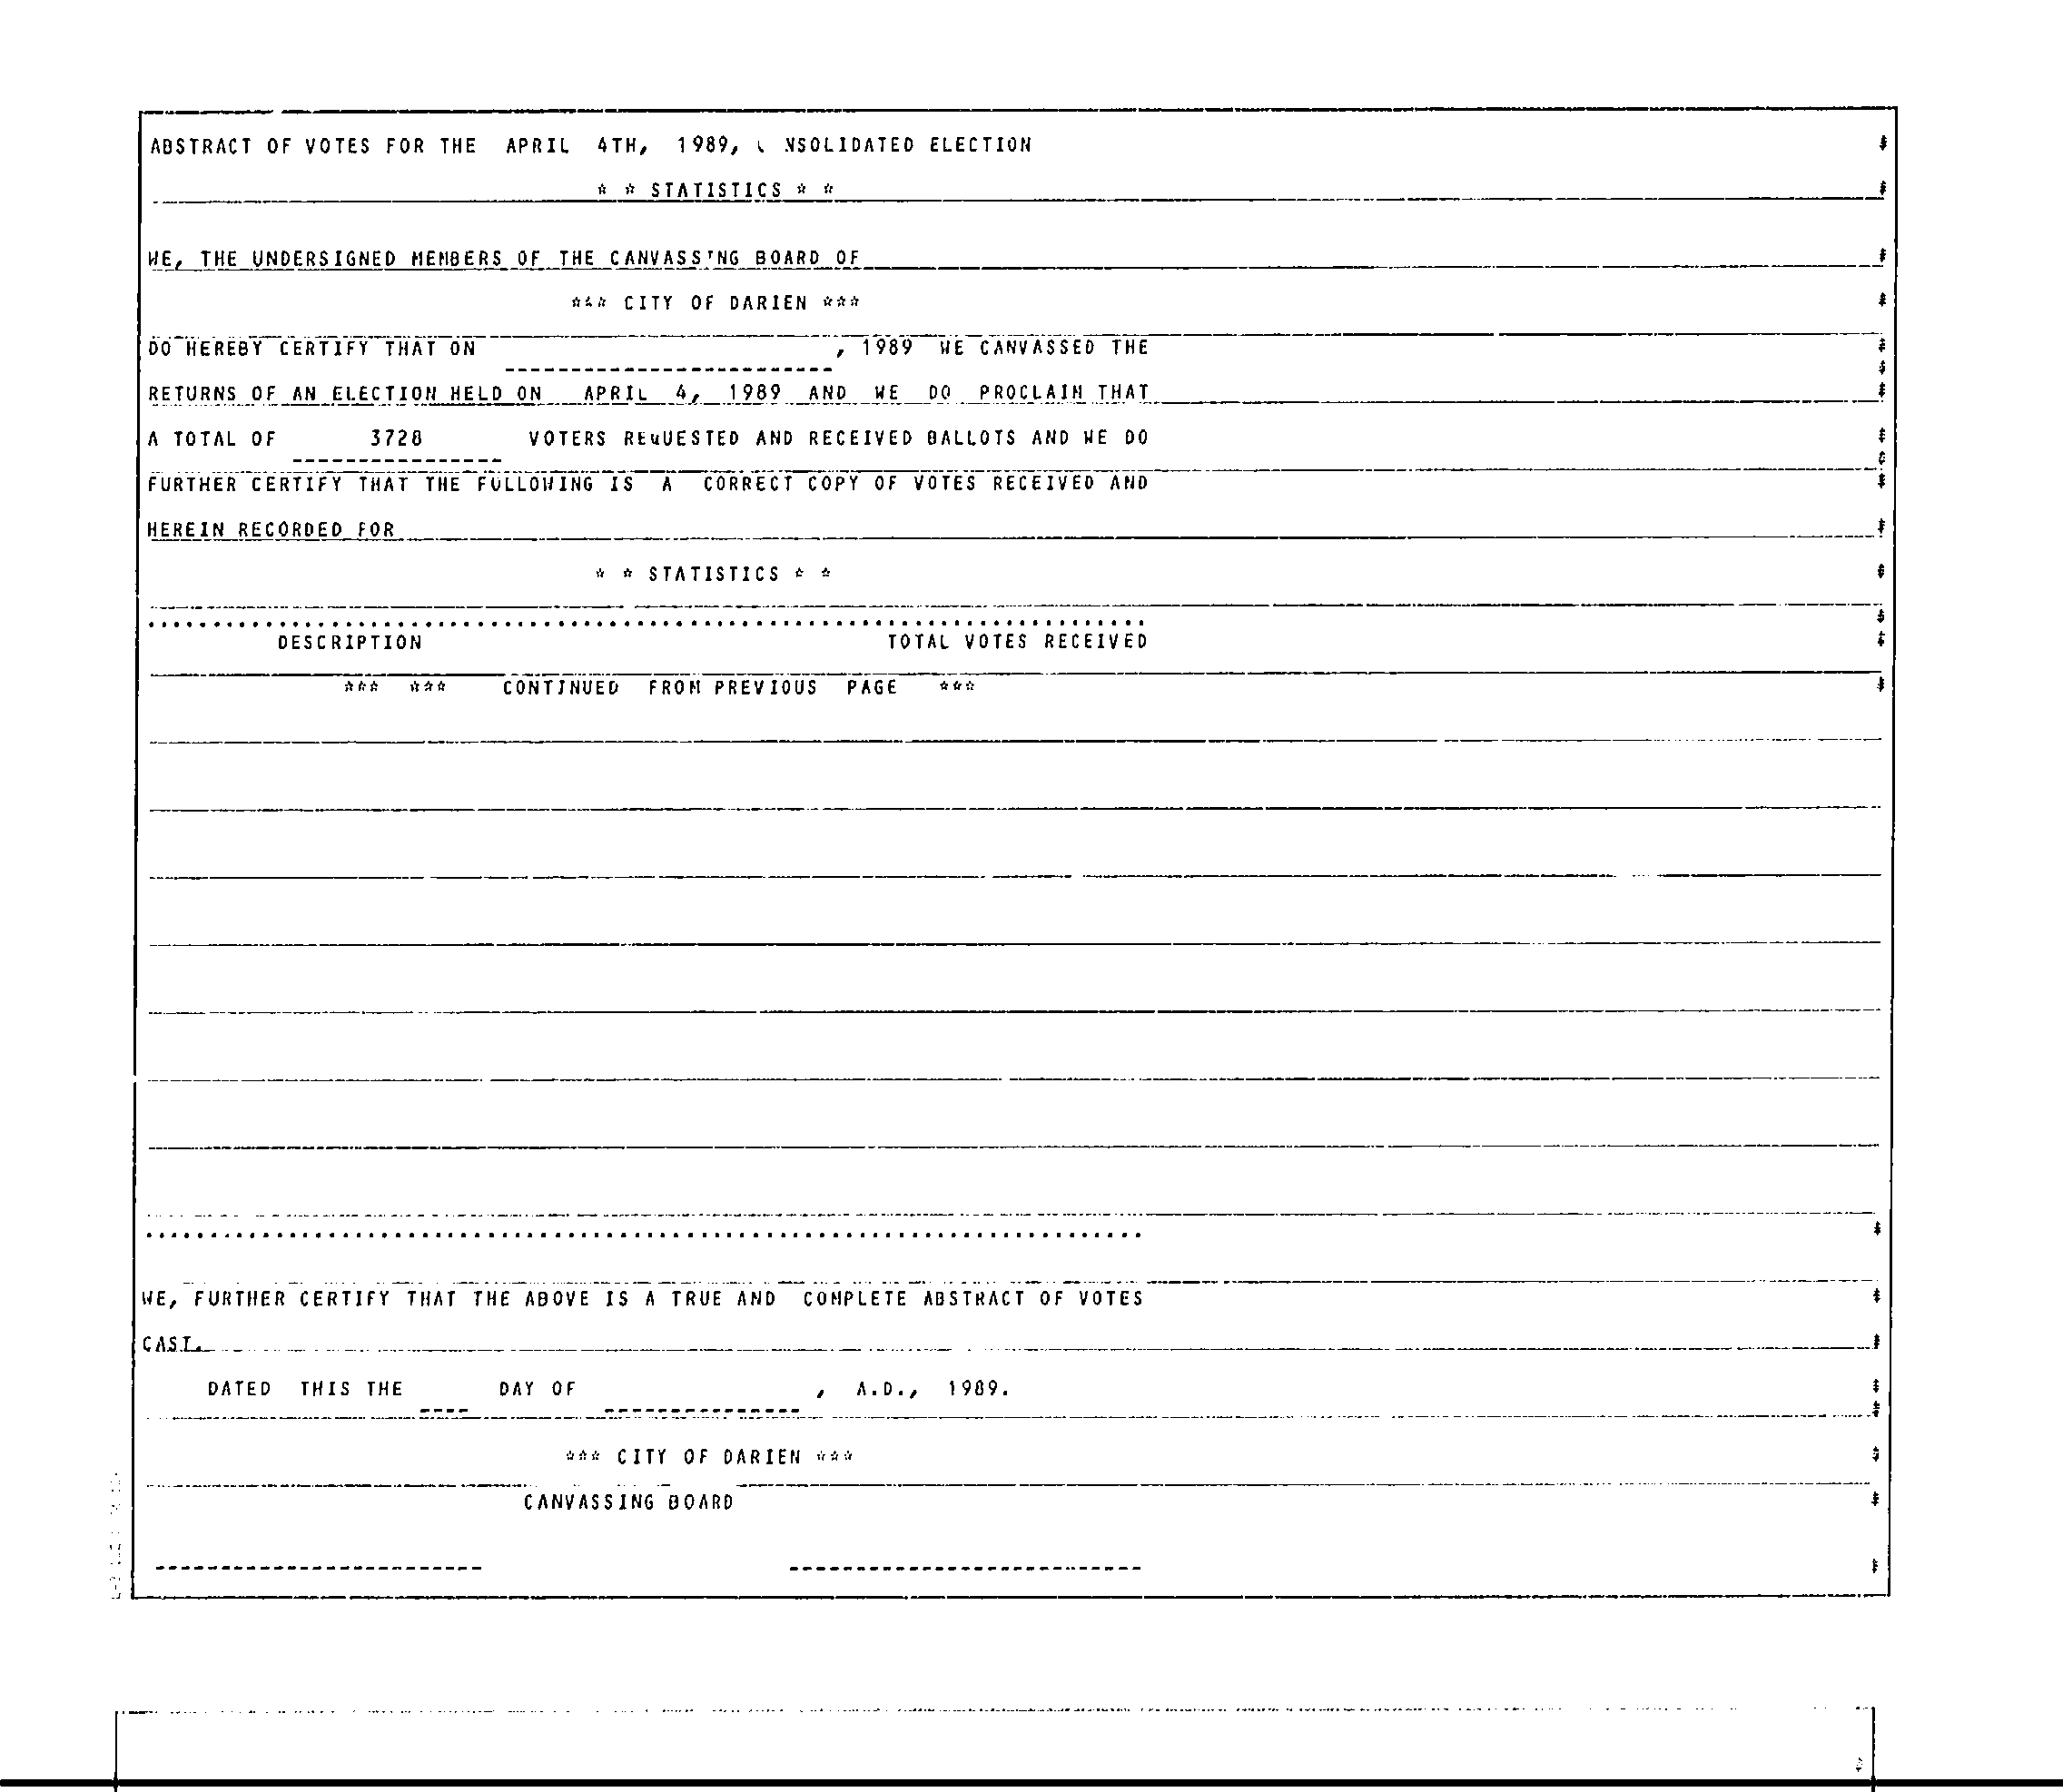 ABSTRACT OF VOTES FOR THE APRIL 4TH, 1989, NSOLIDATED ELECTION
* * STATISTICS * *
WE, THE UNDERSIGNED MEMBERS OF THE CANVASS'NG BOARD OF
*** CITY OF DARIEN ***
DO HEREBY CERTIFY THAT ON , 1989 WE CANVASSED THE
RETURNS OF AN ELECTION HELD ON APRIL 4, 1989 AND WE DO PROCLAIM THAT
A TOTAL OF 3728 VOTERS REQUESTED AND RECEIVED BALLOTS AND WE DO
FURTHER CERTIFY THAT THE FOLLOWING IS A CORRECT COPY OF VOTES RECEIVED AND
HEREIN RECORDED FOR
* * STATISTICS * *
DESCRIPTION TOTAL VOTES RECEIVED
*** *** CONTINUED FROM PREVIOUS PAGE ***
WE, FURTHER CERTIFY THAT THE ABOVE IS A TRUE AND COMPLETE ABSTRACT OF VOTES
CAST.
DATED THIS THE ---- DAY OF , A.D., 1989.
*** CITY OF DARIEN ***
CANVASSING BOARD